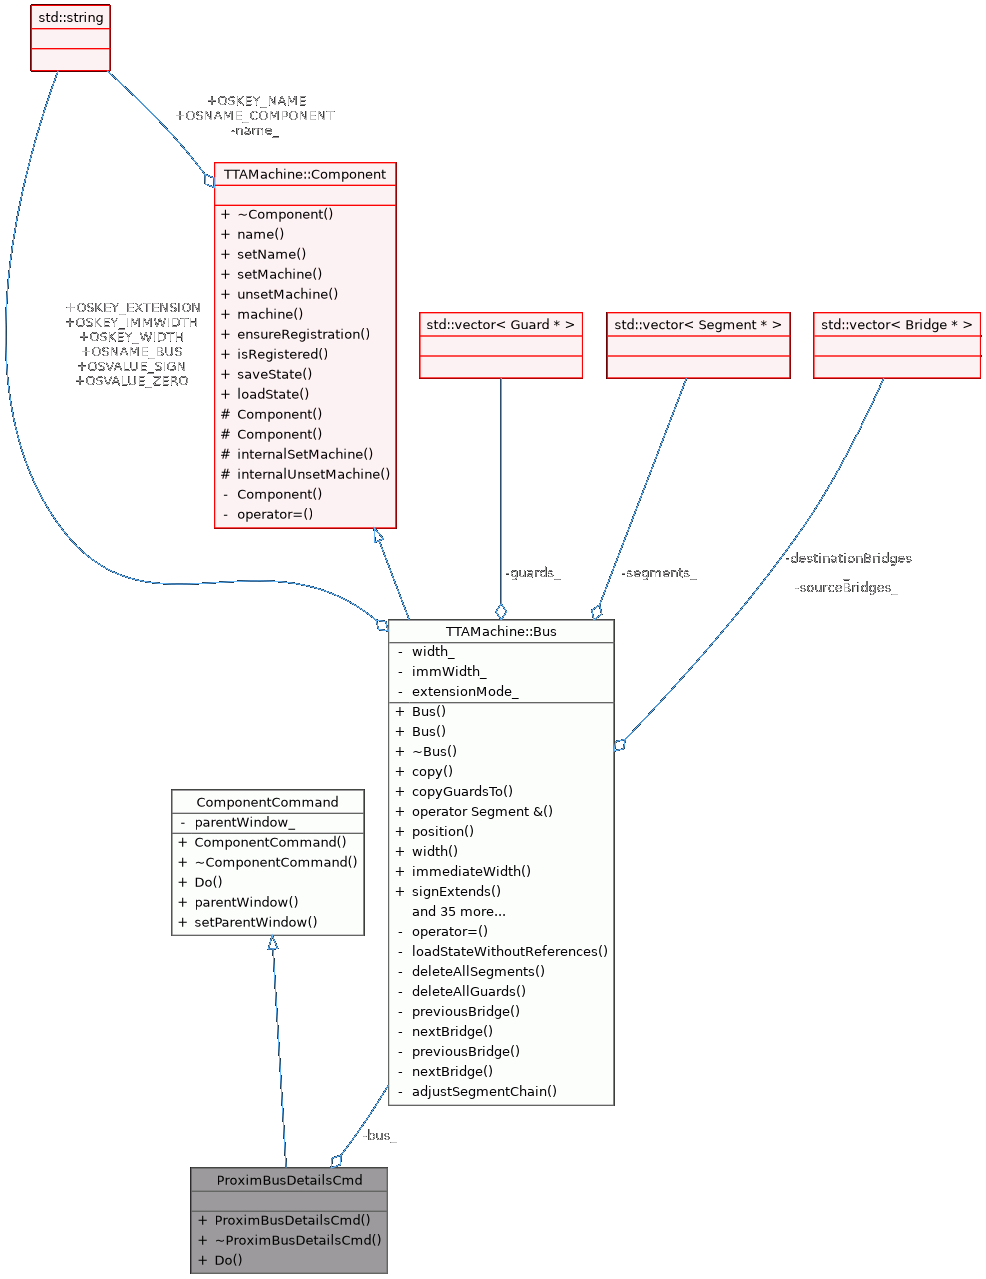 std::string
+OSKEY_NAME
+OSNAME_COMPONENT
-name_
TTAMachine::Component
+ ~Component()
+ name()
+ setName()
+ setMachine()
+ unsetMachine()
+ machine()
+ ensureRegistration()
+ isRegistered()
+ saveState()
+ loadState()
# Component()
# Component()
# internalSetMachine()
# internalUnsetMachine()
- Component()
- operator=()
+OSKEY_EXTENSION
+OSKEY_IMMWIDTH
+OSKEY_WIDTH
+OSNAME_BUS
+OSVALUE_SIGN
+OSVALUE_ZERO
std::vector< Guard * >
std::vector< Segment * >
std::vector< Bridge * >
-guards_
-segments_
-destinationBridges
_
-sourceBridges_
TTAMachine::Bus
- width_
- immWidth_
- extensionMode_
+ Bus()
+ Bus()
+ ~Bus()
+ copy()
+ copyGuardsTo()
+ operator Segment &()
+ position()
+ width()
+ immediateWidth()
+ signExtends()
and 35 more...
- operator=()
- loadStateWithoutReferences()
- deleteAllSegments()
- deleteAllGuards()
- previousBridge()
- nextBridge()
- previousBridge()
- nextBridge()
- adjustSegmentChain()
ComponentCommand
- parentWindow_
+ ComponentCommand()
+ ~ComponentCommand()
+ Do()
+ parentWindow()
+ setParentWindow()
-bus_
ProximBusDetailsCmd
+ ProximBusDetailsCmd()
+ ~ProximBusDetailsCmd()
+ Do()